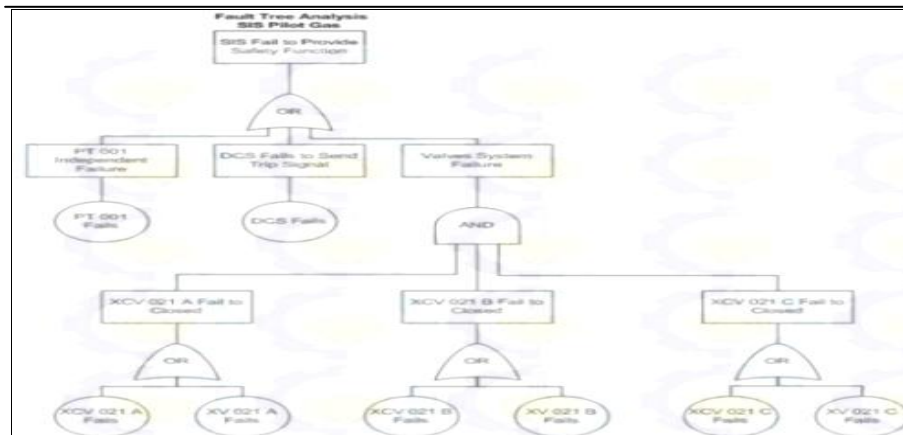 Fault Tree Analysis
SIS Pilot Gas
SIS Fail to Provide
Safety Function
OR
PT 001
Independent
Failure
DCS Fails to Send
Trip Signal
Valves System
Failure
PT 001
Fails
DCS Fails
AND
XCV 021 A Fail to
Closed
XCV 021 B Fail to
Closed
XCV 021 C Fail to
Closed
OR
OR
OR
XCV 021 A
Fails
XV 021 A
Fails
XCV 021 B
Fails
XV 021 B
Fails
XCV 021 C
Fails
XV 021 C
Fails